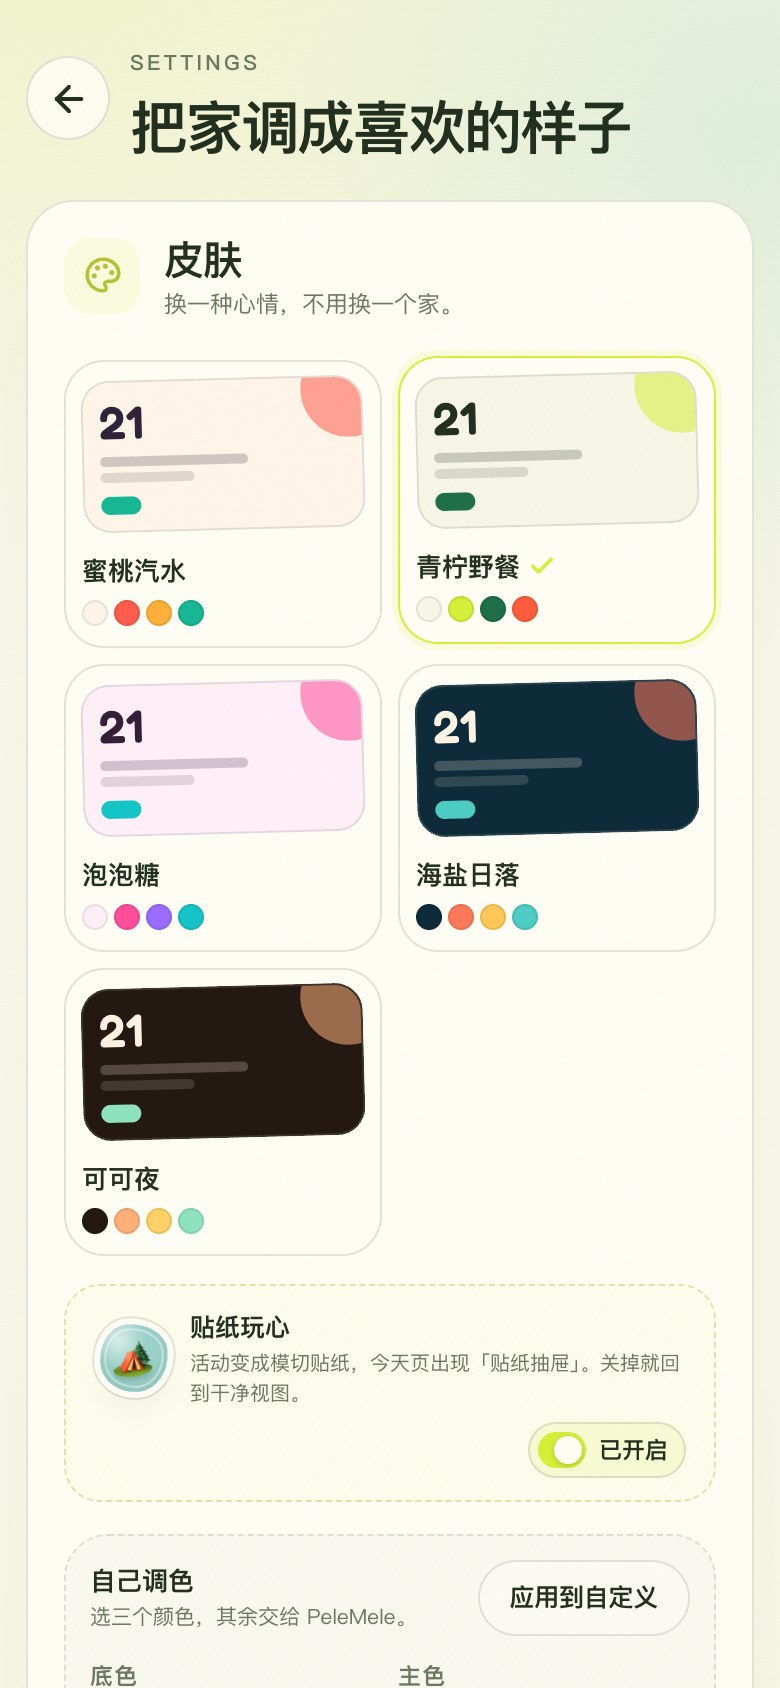 SETTINGS
把家调成喜欢的样子
皮肤
换一种心情，不用换一个家。
21
蜜桃汽水
21
青柠野餐
21
泡泡糖
21
海盐日落
21
可可夜
贴纸玩心
活动变成模切贴纸，今天页出现「贴纸抽屉」。关掉就回
到干净视图。
已开启
自己调色
选三个颜色，其余交给 PeleMele。
应用到自定义
底色
主色